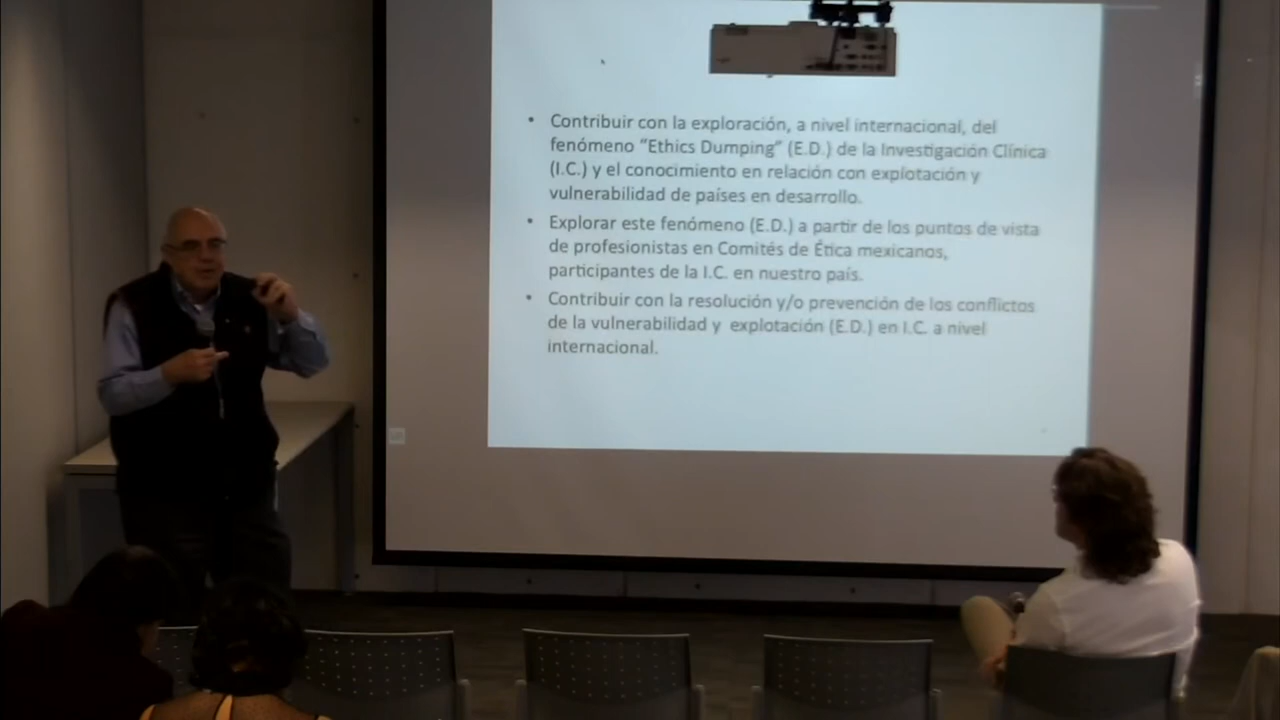 • Contribuir con la exploración, a nivel internacional, del
fenómeno "Ethics Dumping" (E.D.) de la Investigación Clínica
(I.C.) y el conocimiento en relación con explotación y
vulnerabilidad de países en desarrollo.
• Explorar este fenómeno (E.D.) a partir de los puntos de vista
de profesionistas en Comités de Ética mexicanos,
participantes de la I.C. en nuestro país.
• Contribuir con la resolución y/o prevención de los conflictos
de la vulnerabilidad y explotación (E.D.) en I.C. a nivel
internacional.